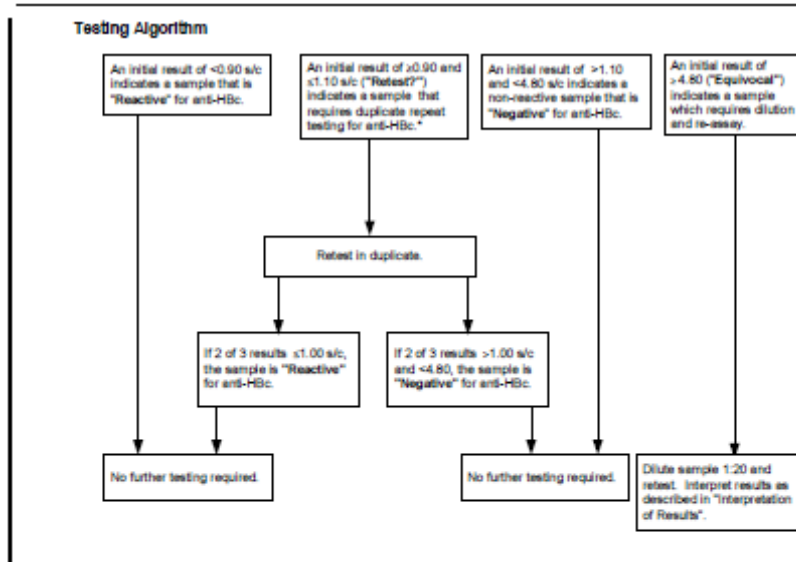 Testing Algorithm
An initial result of <0.90 s/c
indicates a sample that is
"Reactive" for anti-HBc.
An initial result of ≥0.90 and
≤1.10 s/c ("Retest?")
indicates a sample that
requires duplicate repeat
testing for anti-HBc.*
An initial result of >1.10
and <4.80 s/c indicates a
non-reactive sample that is
"Negative" for anti-HBc.
An initial result of
≥4.80 ("Equivocal")
indicates a sample
which requires dilution
and re-assay.
Retest in duplicate.
If 2 of 3 results ≤1.00 s/c,
the sample is "Reactive"
for anti-HBc.
If 2 of 3 results >1.00 s/c
and <4.80, the sample is
"Negative" for anti-HBc.
No further testing required.
No further testing required.
Dilute sample 1:20 and
retest. Interpret results as
described in "Interpretation
of Results".